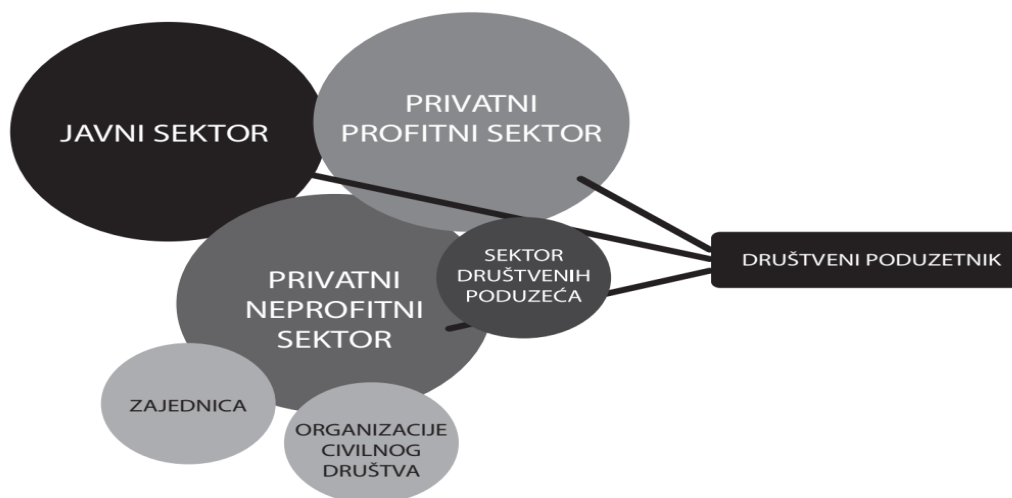 JAVNI SEKTOR
PRIVATNI
PROFITNI SEKTOR
SEKTOR
DRUŠTVENIH
PODUZEĆA
DRUŠTVENI PODUZETNIK
PRIVATNI
NEPROFITNI
SEKTOR
ZAJEDNICA
ORGANIZACIJE
CIVILNOG
DRUŠTVA